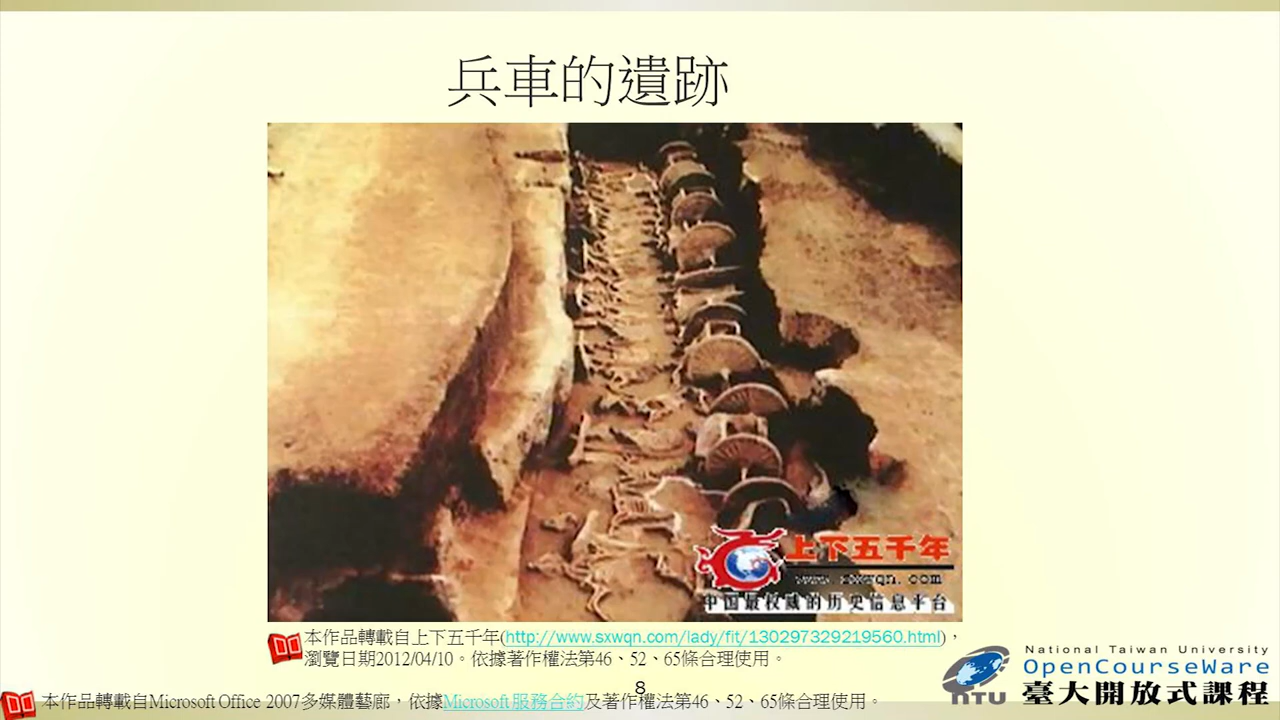 兵車的遺跡
上下五千年
www.sxwqn.com
中国最权威的历史信息平台
本作品轉載自上下五千年(http://www.sxwqn.com/lady/fit/130297329219560.html)，
瀏覽日期2012/04/10。依據著作權法第46、52、65條合理使用。
本作品轉載自Microsoft Office 2007多媒體藝廊，依據Microsoft服務合約及著作權法第46、52、65條合理使用。
8
NTU
National Taiwan University
OpenCourseWare
臺大開放式課程